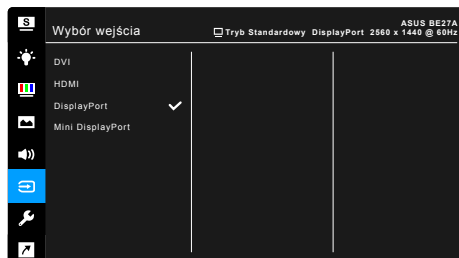 S
Wybór wejścia
ASUS BE27A
Tryb Standardowy DisplayPort 2560 x 1440 @ 60Hz
DVI
HDMI
DisplayPort
Mini DisplayPort